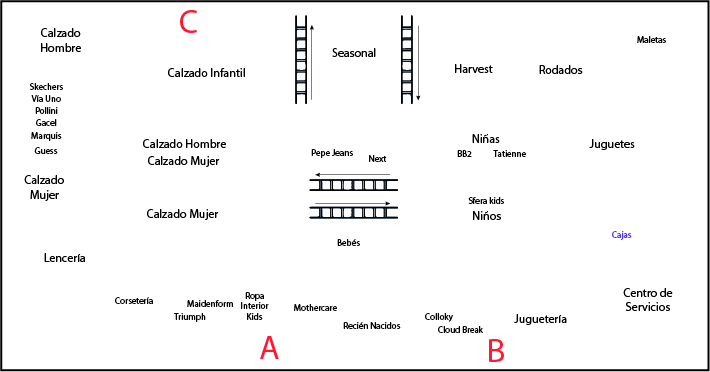 C
Calzado
Hombre
Maletas
Seasonal
Calzado Infantil
Harvest
Rodados
Skechers
Vía Uno
Pollini
Gacel
Marquis
Guess
Calzado Hombre
Calzado Mujer
Pepe Jeans
Next
Niñas
BB2
Tatienne
Juguetes
Calzado
Mujer
Calzado Mujer
Sfera kids
Niños
Bebés
Cajas
Lencería
Corsetería
Maidenform
Triumph
Ropa
Interior
Kids
Mothercare
Recién Nacidos
Colloky
Cloud Break
Juguetería
Centro de
Servicios
A
B